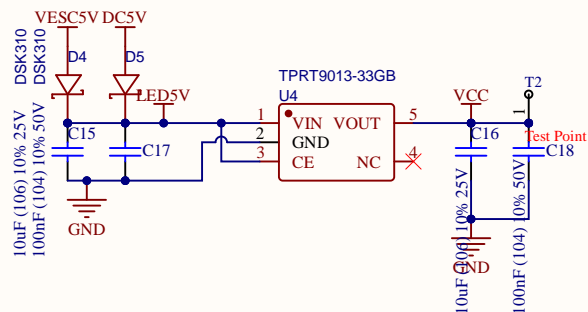 VESC5V
DC5V
DSK310
DSK310
D4
D5
LED5V
TPRT9013-33GB
U4
1
VIN
VOUT
5
2
GND
3
CE
NC
4
C15
C17
10uF (106) 10% 25V
100nF (104) 10% 50V
GND
VCC
T2
1
Test Point
C16
C18
10uF (106) 10% 25V
100nF (104) 10% 50V
GND